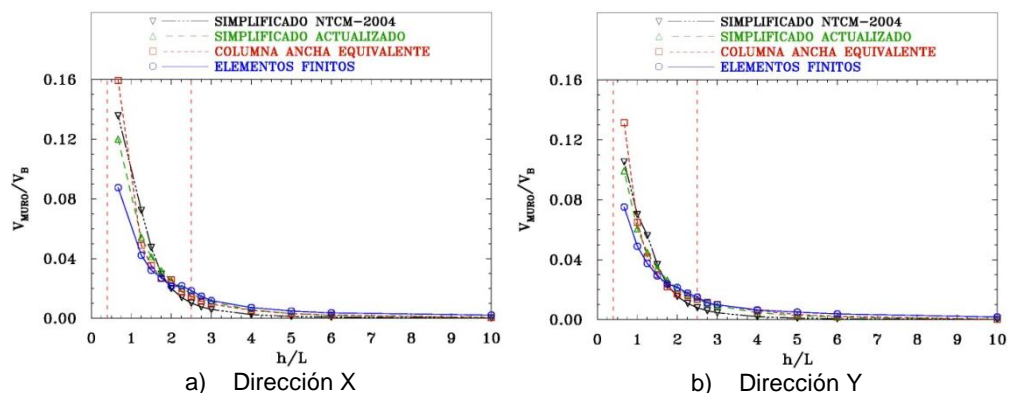 SIMPLIFICADO NTCM-2004
SIMPLIFICADO ACTUALIZADO
COLUMNA ANCHA EQUIVALENTE
ELEMENTOS FINITOS
0.16
0.12
0.08
0.04
0.00
V_MURO/V_B
0 1 2 3 4 5 6 7 8 9 10
h/L
a) Dirección X
SIMPLIFICADO NTCM-2004
SIMPLIFICADO ACTUALIZADO
COLUMNA ANCHA EQUIVALENTE
ELEMENTOS FINITOS
0.16
0.12
0.08
0.04
0.00
V_MURO/V_B
0 1 2 3 4 5 6 7 8 9 10
h/L
b) Dirección Y